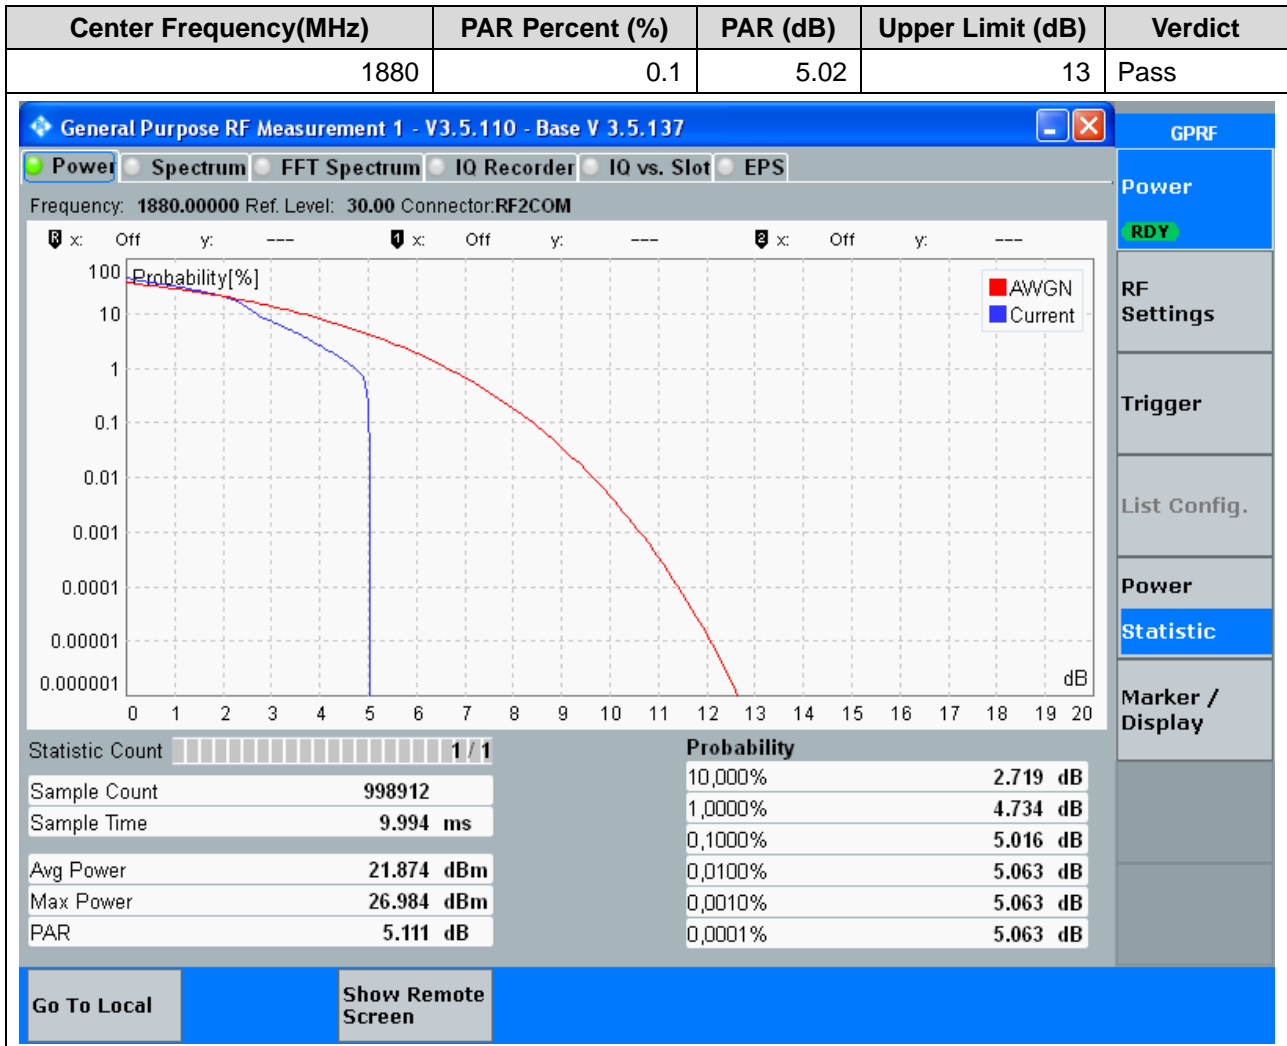 Center Frequency(MHz) PAR Percent (%) PAR (dB) Upper Limit (dB) Verdict
1880 0.1 5.02 13 Pass
General Purpose RF Measurement 1 - V3.5.110 - Base V 3.5.137
GPRF
Power Spectrum FFT Spectrum IQ Recorder IQ vs. Slot EPS
Power
RDY
Frequency: 1880.00000 Ref. Level: 30.00 Connector:RF2COM
R x: Off y: --- 1 x: Off y: --- 2 x: Off y: ---
Probability[%]
AWGN
Current
100
10
1
0.1
0.01
0.001
0.0001
0.00001
0.000001
dB
0 1 2 3 4 5 6 7 8 9 10 11 12 13 14 15 16 17 18 19 20
RF
Settings
Trigger
List Config.
Power
Statistic
Marker /
Display
Statistic Count 1 / 1
Sample Count 998912
Sample Time 9.994 ms
Avg Power 21.874 dBm
Max Power 26.984 dBm
PAR 5.111 dB
Probability
10,000% 2.719 dB
1,0000% 4.734 dB
0,1000% 5.016 dB
0,0100% 5.063 dB
0,0010% 5.063 dB
0,0001% 5.063 dB
Go To Local
Show Remote
Screen